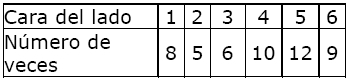 Cara del lado 1 2 3 4 5 6
Número de 8 5 6 10 12 9
veces